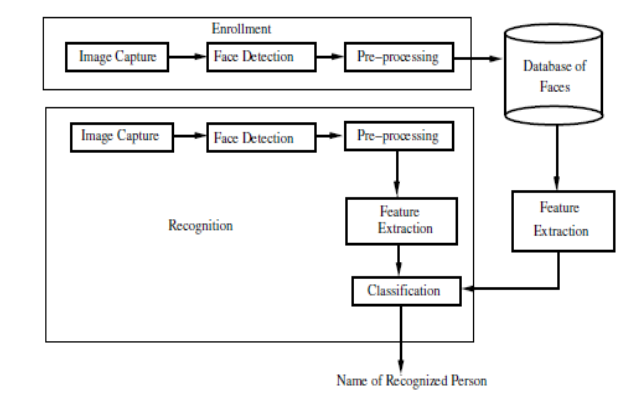 Enrollment
Image Capture
Face Detection
Pre-processing
Database of
Faces
Image Capture
Face Detection
Pre-processing
Recognition
Feature
Extraction
Feature
Extraction
Classification
Name of Recognized Person